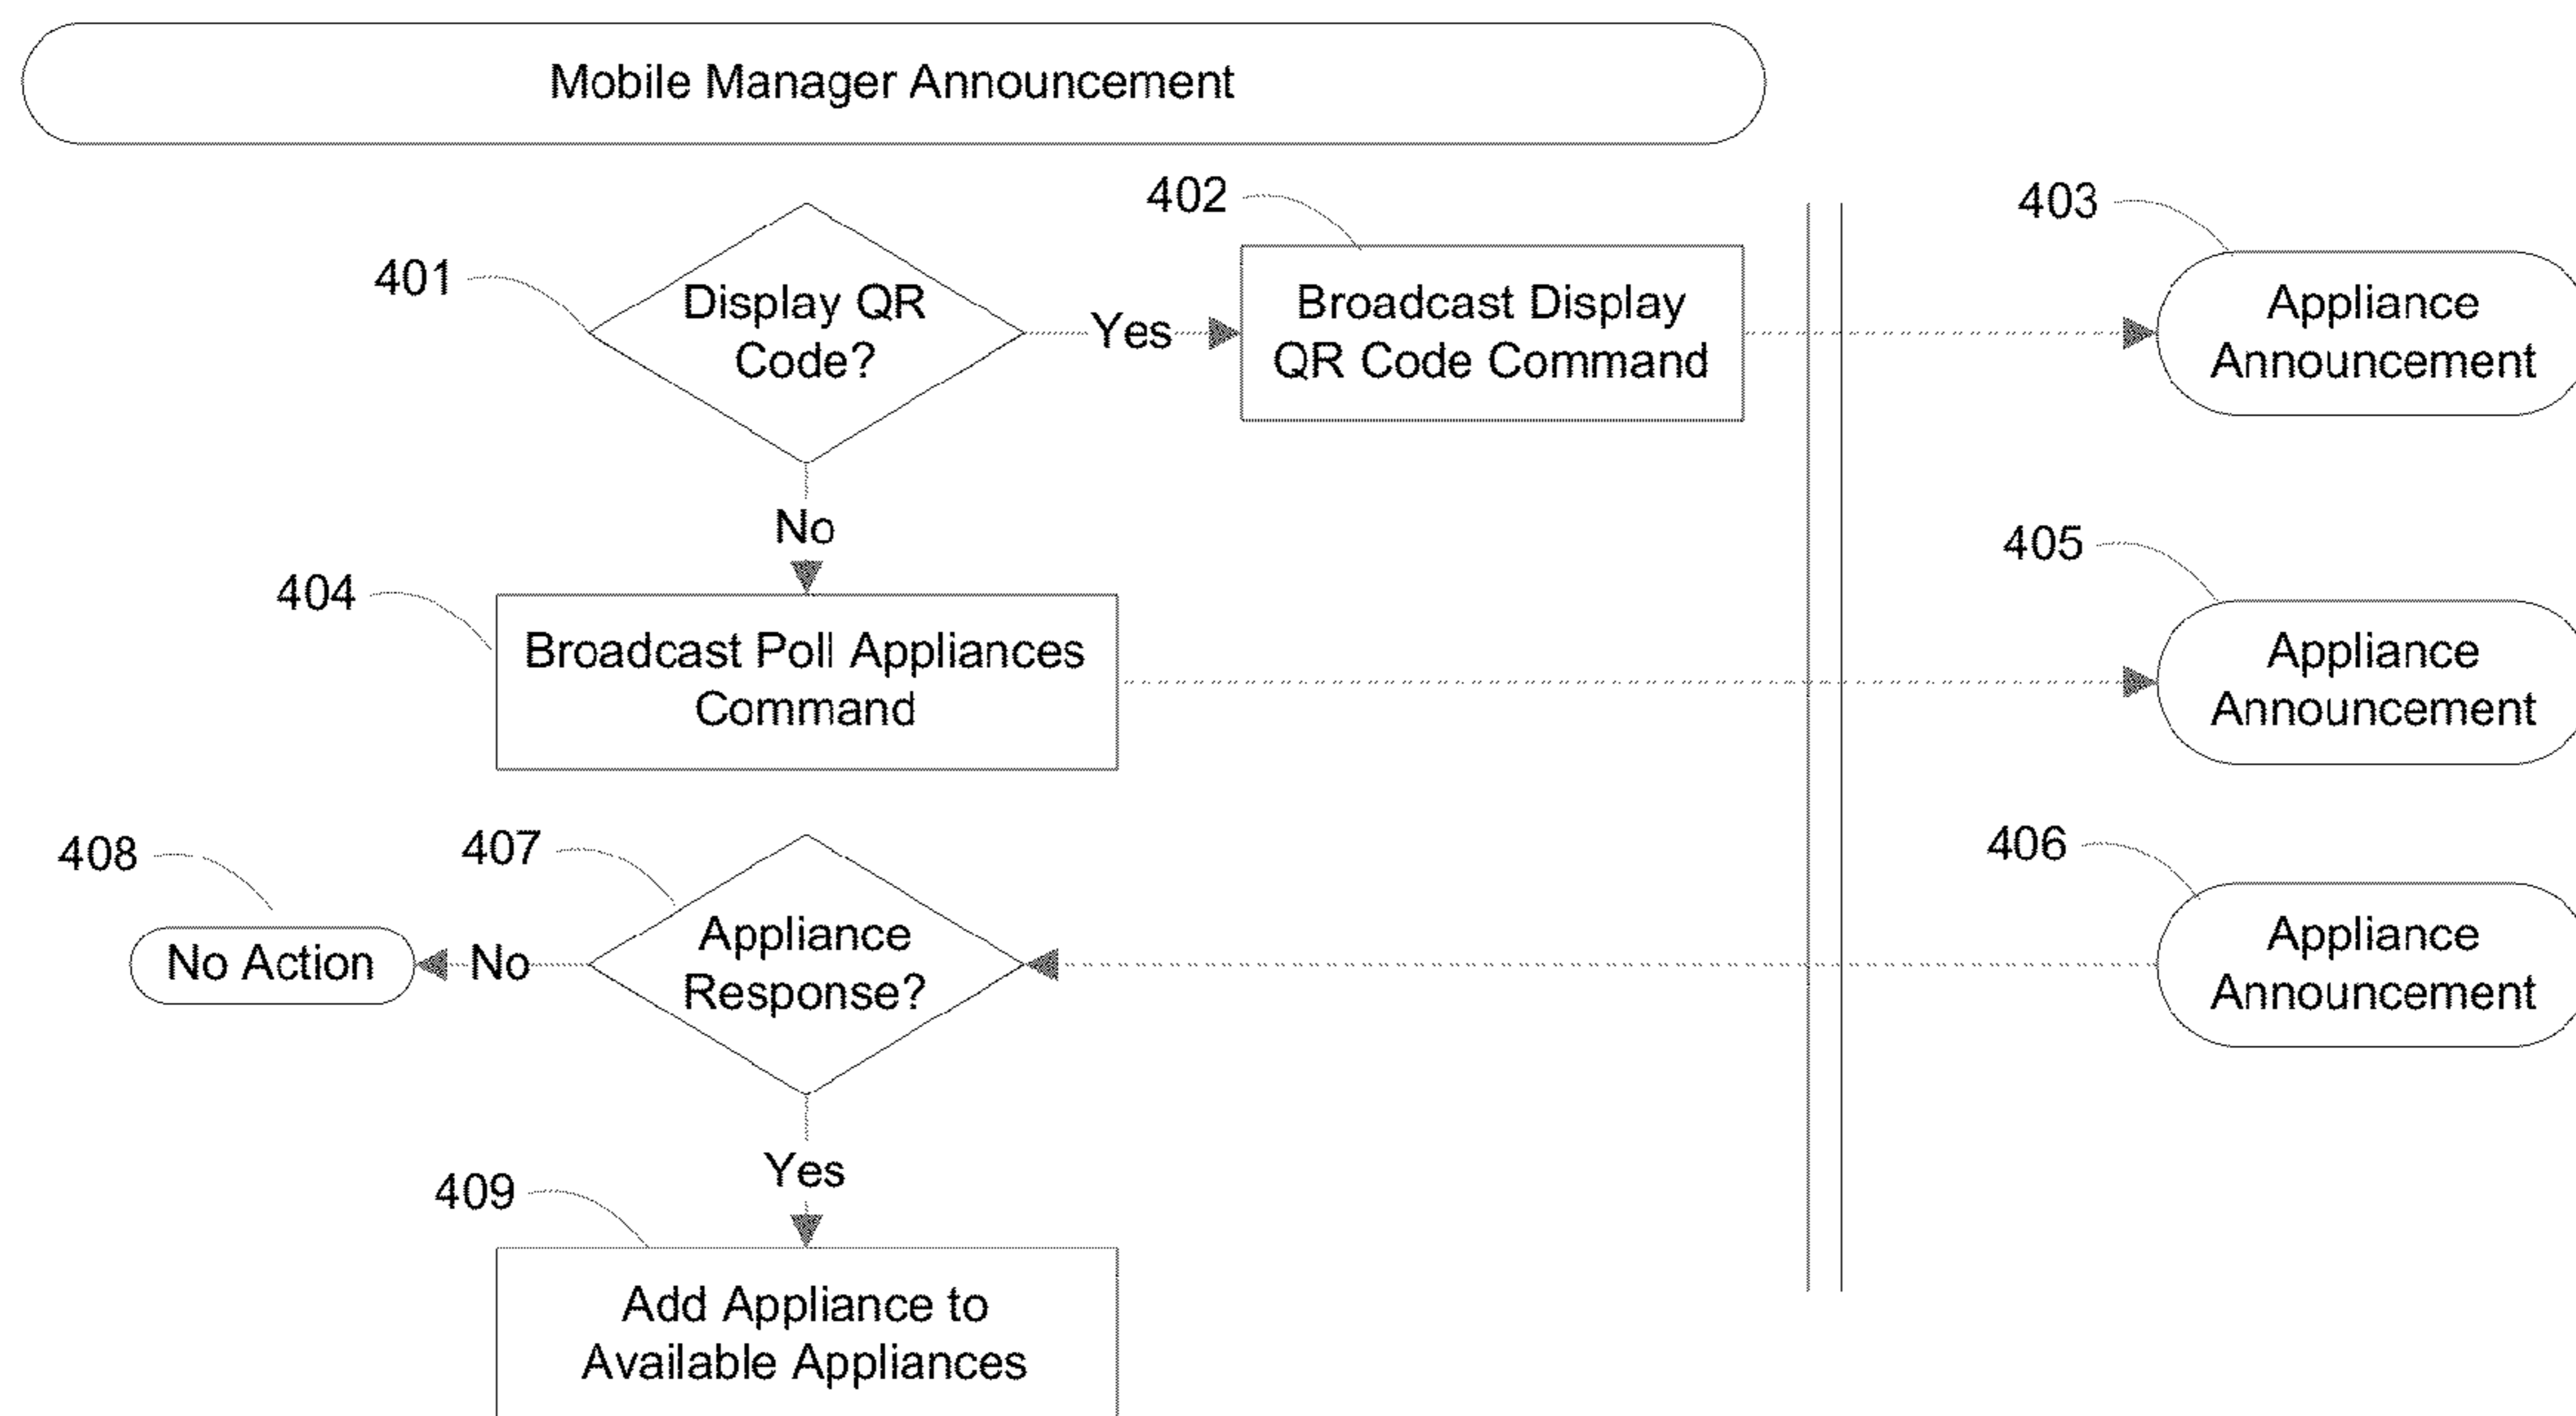 Mobile Manager Announcement
402
403
401
Display QR
Code?
Yes
Broadcast Display
QR Code Command
Appliance
Announcement
No
405
404
Broadcast Poll Appliances
Command
Appliance
Announcement
408
407
406
No Action
No
Appliance
Response?
Appliance
Announcement
Yes
409
Add Appliance to
Available Appliances